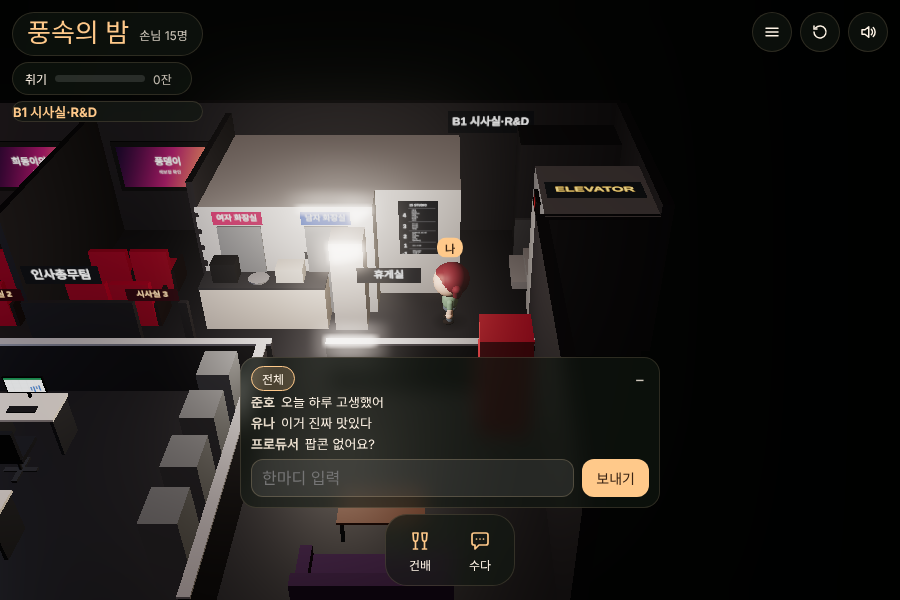 풍속의 밤 손님 15명
취기 0잔
B1 시사실·R&D
B1 시사실·R&D
ELEVATOR
풍뎅이
여자 화장실
남자 화장실
나
휴게실
인사총무팀
시사실 3
전체
준호 오늘 하루 고생했어
유나 이거 진짜 맛있다
프로듀서 팝콘 없어요?
한마디 입력
보내기
건배
수다